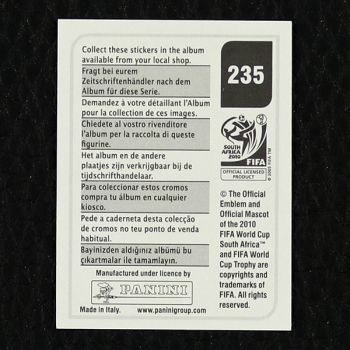 Collect these stickers in the album
available from your local shop.
Fragt bei eurem
Zeitschriftenhändler nach dem
Album für diese Serie.
Demandez à votre détaillant l'Album
pour la collection de ces images.
Chiedete a vostro rivenditore
l'album per la raccolta di queste
figurine.
Het album en de andere
plaatjes zijn verkrijgbaar bij de
tijdschrifthandelaar.
Para coleccionar estos cromos
compra tu álbum en cualquier
kiosco.
Pede a caderneta desta colecção
de cromos no teu ponto de venda
habitual.
Bayinizden aldığınız albümü bu
çıkartmalar ile tamamlayın.
Manufactured under licence by
PANINI
Made in Italy. www.paninigroup.com
235
SOUTH AFRICA
2010
FIFA
OFFICIAL LICENSED
PRODUCT
© The Official
Emblem and
Official Mascot
of the 2010
FIFA World Cup
South Africa™
and FIFA World
Cup Trophy are
copyrights and
trademarks of
FIFA. All rights
reserved.